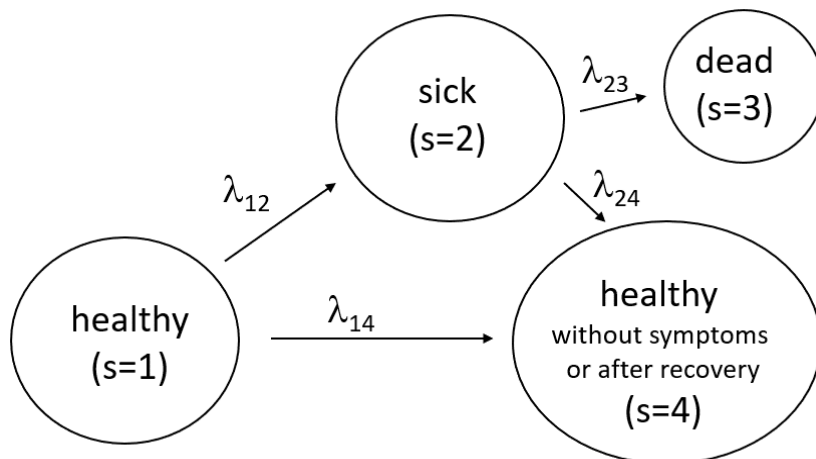 sick
(s=2)
λ23
dead
(s=3)
λ12
λ24
healthy
(s=1)
λ14
healthy
without symptoms
or after recovery
(s=4)